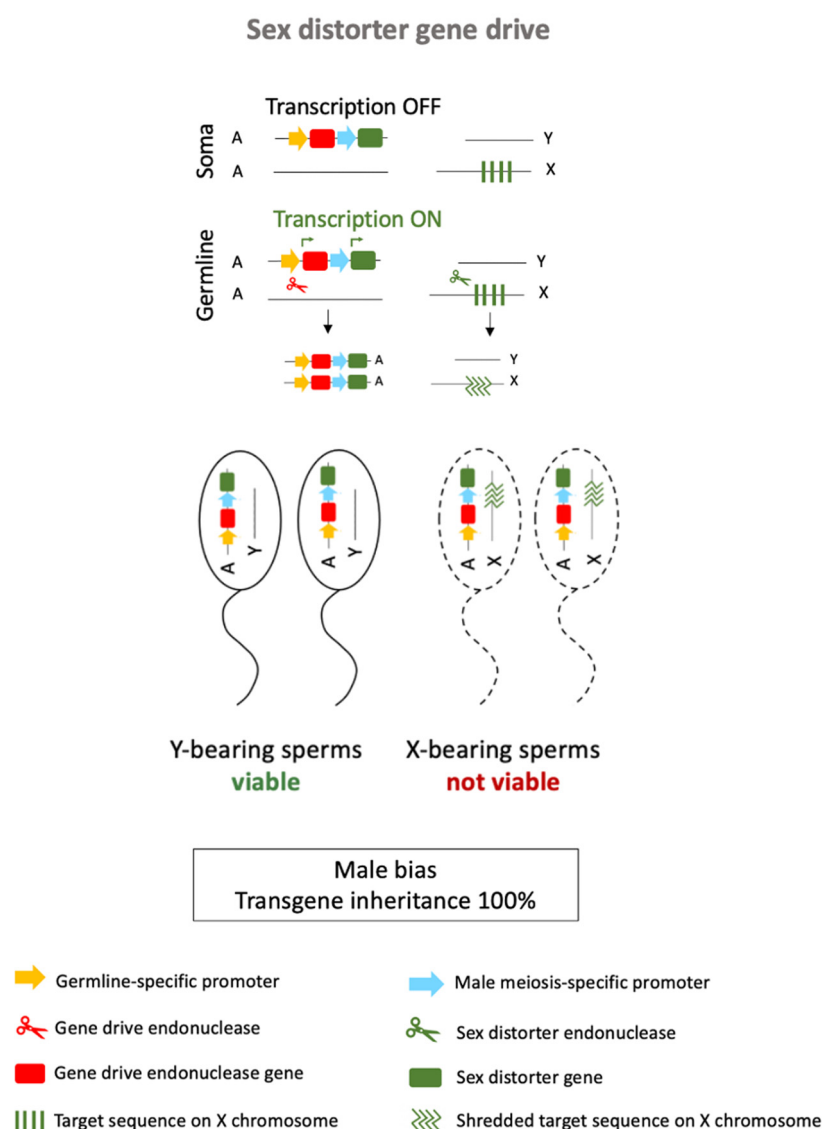 Sex distorter gene drive
Transcription OFF
Soma
A
Y
A
X
Transcription ON
Germline
A
Y
A
X
A
Y
A
X
A
Y
A
Y
A
X
A
X
Y-bearing sperms
viable
X-bearing sperms
not viable
Male bias
Transgene inheritance 100%
Germline-specific promoter
Male meiosis-specific promoter
Gene drive endonuclease
Sex distorter endonuclease
Gene drive endonuclease gene
Sex distorter gene
Target sequence on X chromosome
Shredded target sequence on X chromosome